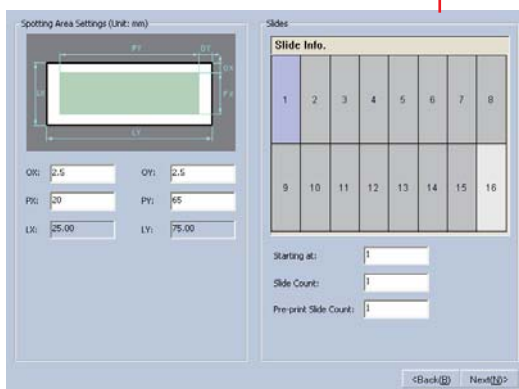 Spotting Area Settings (Unit: mm)
PY OY
OX
LX PX
LY
OX: 2.5 OY: 2.5
PX: 20 PY: 65
LX: 25.00 LY: 75.00
Slides
Slide Info.
1 2 3 4 5 6 7 8
9 10 11 12 13 14 15 16
Starting at: 1
Slide Count: 1
Pre-print Slide Count: 1
<Back(B) Next(N)>